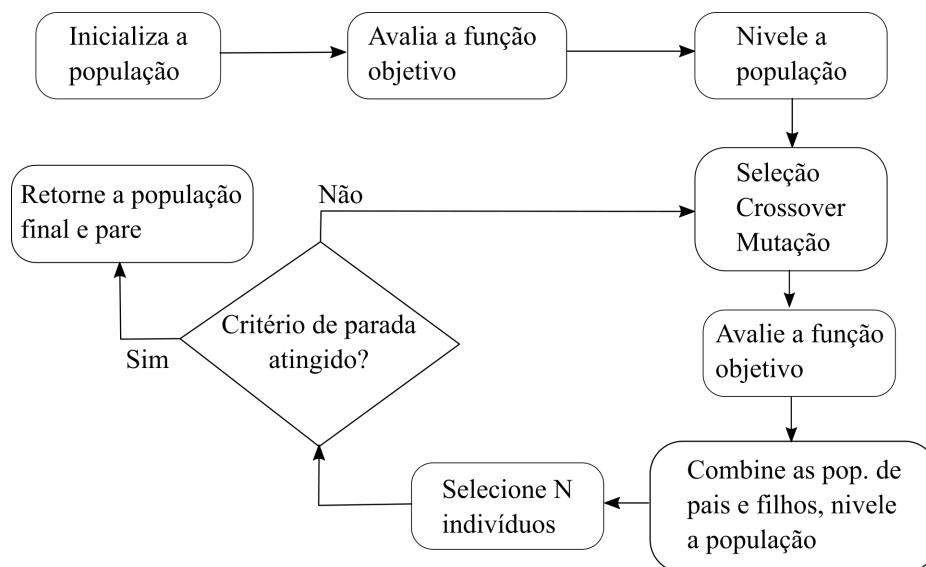 Inicializa a
população
Avalia a função
objetivo
Nivele a
população
Seleção
Crossover
Mutação
Avalie a função
objetivo
Combine as pop. de
pais e filhos, nivele
a população
Selecione N
indivíduos
Critério de parada
atingido?
Não
Sim
Retorne a população
final e pare